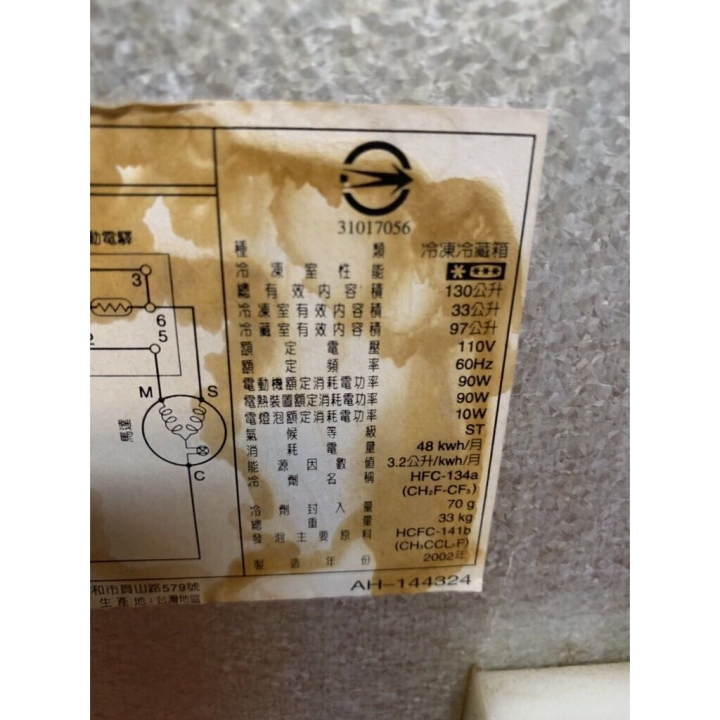 31017056
種類 冷凍冷藏箱
冷凍室性能
總有效內容積 130公升
冷凍室有效內容積 33公升
冷藏室有效內容積 97公升
額定電壓 110V
額定頻率 60Hz
電動機額定消耗電功率 90W
電熱裝置額定消耗電功率 90W
電燈泡額定消耗電功率 10W
氣候等級 ST
消耗電量 48 kwh/月
能源因數值 3.2公升/kwh/月
冷劑名稱 HFC-134a
(CH₂F-CF₃)
冷劑封入量 70 g
總重量 33 kg
發泡主要原料 HCFC-141b
(CH₃CCL₂F)
製造年份 2002年
AH-144324
動電驛
3
6
5
2
M
S
馬達
C
和市員山路579號
生產地:台灣地區